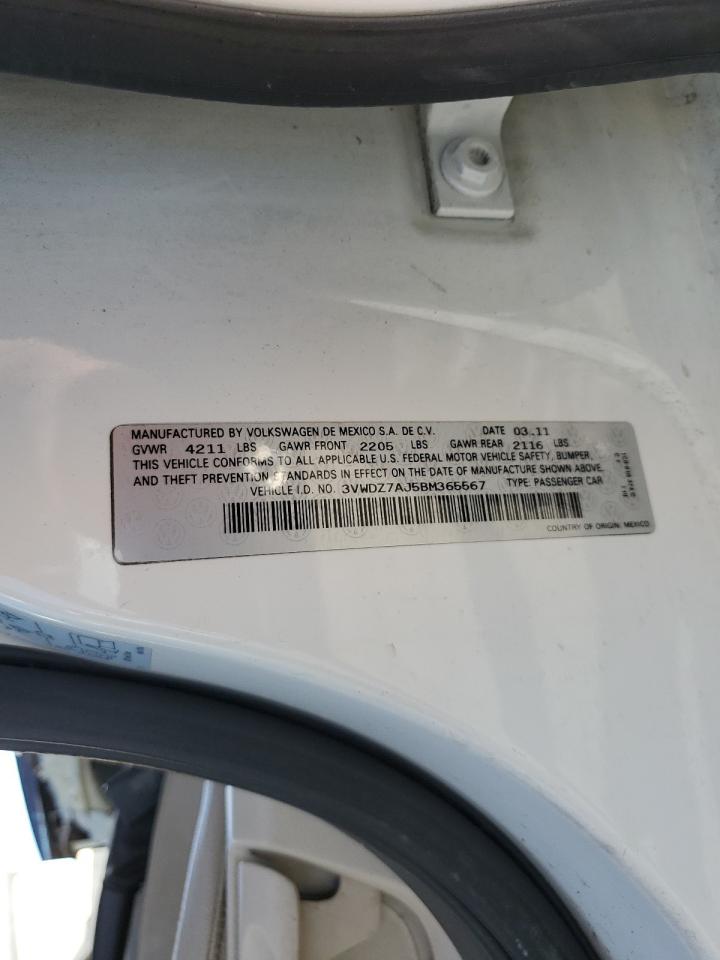 MANUFACTURED BY VOLKSWAGEN DE MEXICO S.A. DE C.V. DATE 03.11
GVWR 4211 LBS GAWR FRONT 2205 LBS GAWR REAR 2116 LBS
THIS VEHICLE CONFORMS TO ALL APPLICABLE U.S. FEDERAL MOTOR VEHICLE SAFETY, BUMPER,
AND THEFT PREVENTION STANDARDS IN EFFECT ON THE DATE OF MANUFACTURE SHOWN ABOVE.
VEHICLE I.D. NO. 3VWDZ7AJ5BM365567 TYPE: PASSENGER CAR
COUNTRY OF ORIGIN: MEXICO